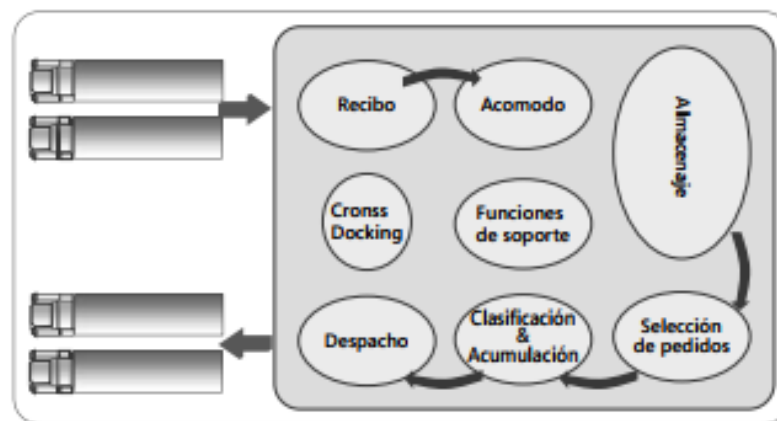 Recibo
Acomodo
Almacenaje
Cronss
Docking
Funciones
de soporte
Despacho
Clasificación
&
Acumulación
Selección
de pedidos